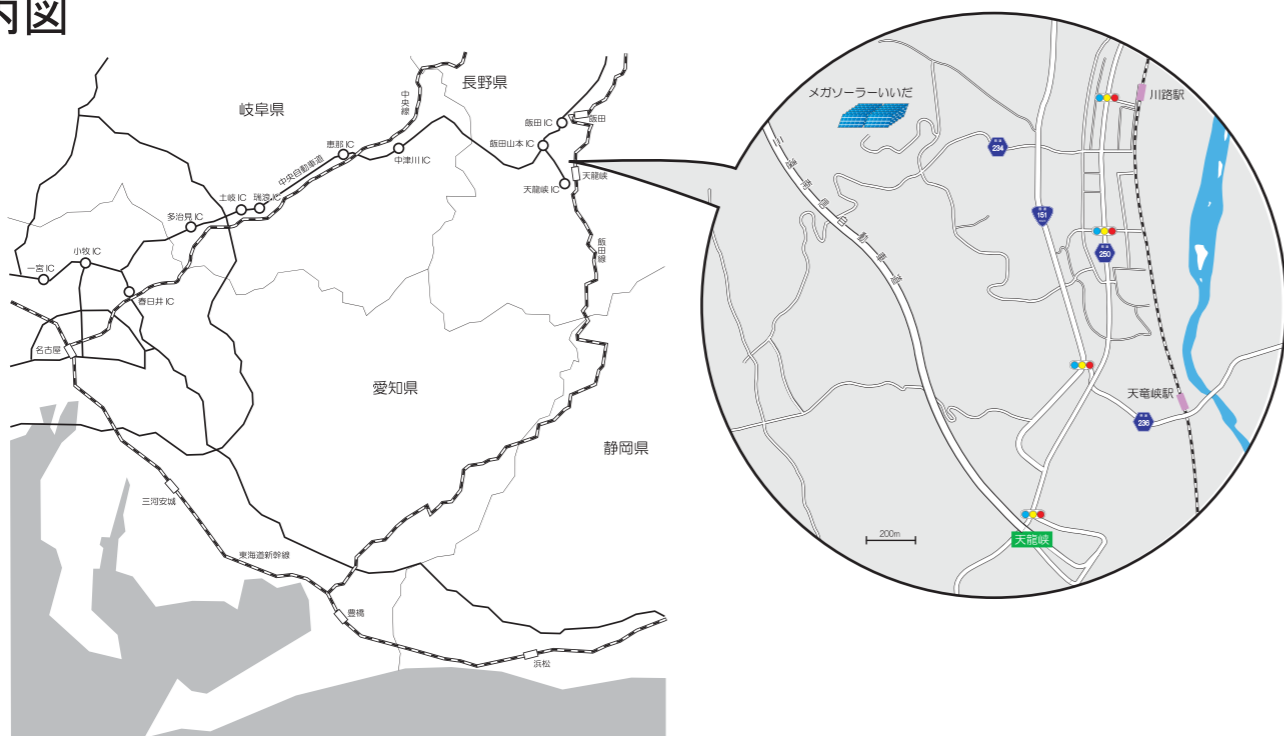 内図
長野県
岐阜県
中央線
飯田 IC
飯田
恵那 IC
飯田山本 IC
中津川 IC
中央自動車道
天龍峡
天龍峡 IC
土岐 IC
瑞浪 IC
多治見 IC
飯田線
小牧 IC
一宮 IC
春日井 IC
名古屋
愛知県
静岡県
三河安城
東海道新幹線
豊橋
浜松
メガソーラーいいだ
川路駅
234
151
250
天竜峡駅
236
200m
天龍峡